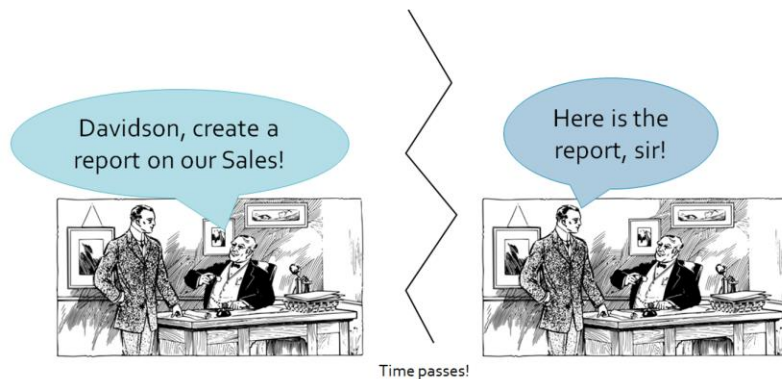 Davidson, create a
report on our Sales!
Here is the
report, sir!
Time passes!